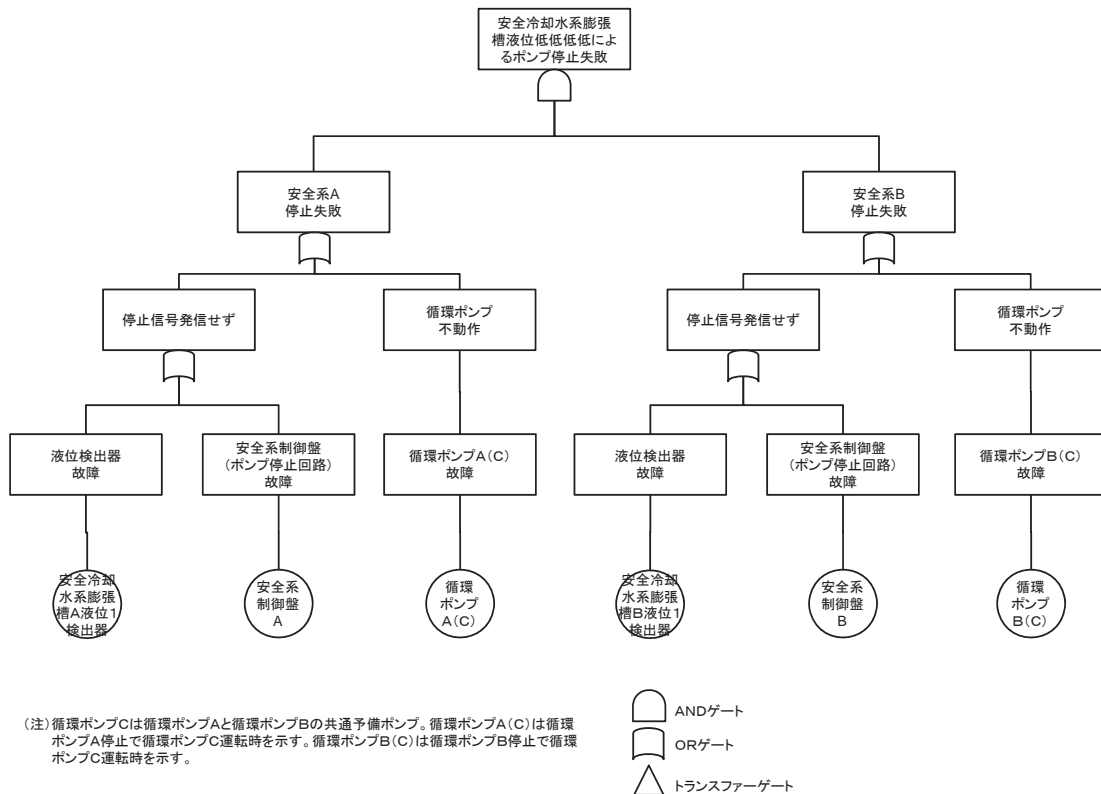 安全冷却水系膨張
槽液位低低低低によ
るポンプ停止失敗
安全系A
停止失敗
安全系B
停止失敗
停止信号発信せず
循環ポンプ
不動作
停止信号発信せず
循環ポンプ
不動作
液位検出器
故障
安全系制御盤
(ポンプ停止回路)
故障
循環ポンプA(C)
故障
液位検出器
故障
安全系制御盤
(ポンプ停止回路)
故障
循環ポンプB(C)
故障
安全冷却
水系膨張
槽A液位1
検出器
安全系
制御盤
A
循環
ポンプ
A(C)
安全冷却
水系膨張
槽B液位1
検出器
安全系
制御盤
B
循環
ポンプ
B(C)
(注)循環ポンプCは循環ポンプAと循環ポンプBの共通予備ポンプ。循環ポンプA(C)は循環
ポンプA停止で循環ポンプC運転時を示す。循環ポンプB(C)は循環ポンプB停止で循環
ポンプC運転時を示す。
ANDゲート
ORゲート
トランスファーゲート